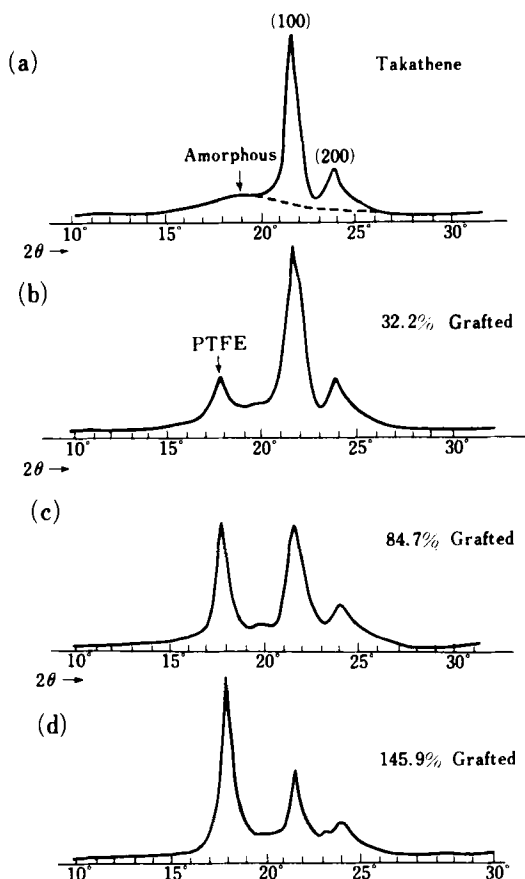 (100)
(a)
Takathene
Amorphous
(200)
10° 15° 20° 25° 30°
2θ →
(b)
32.2% Grafted
PTFE
10° 15° 20° 25° 30°
2θ →
(c)
84.7% Grafted
10° 15° 20° 25° 30°
2θ →
(d)
145.9% Grafted
10° 15° 20° 25° 30°